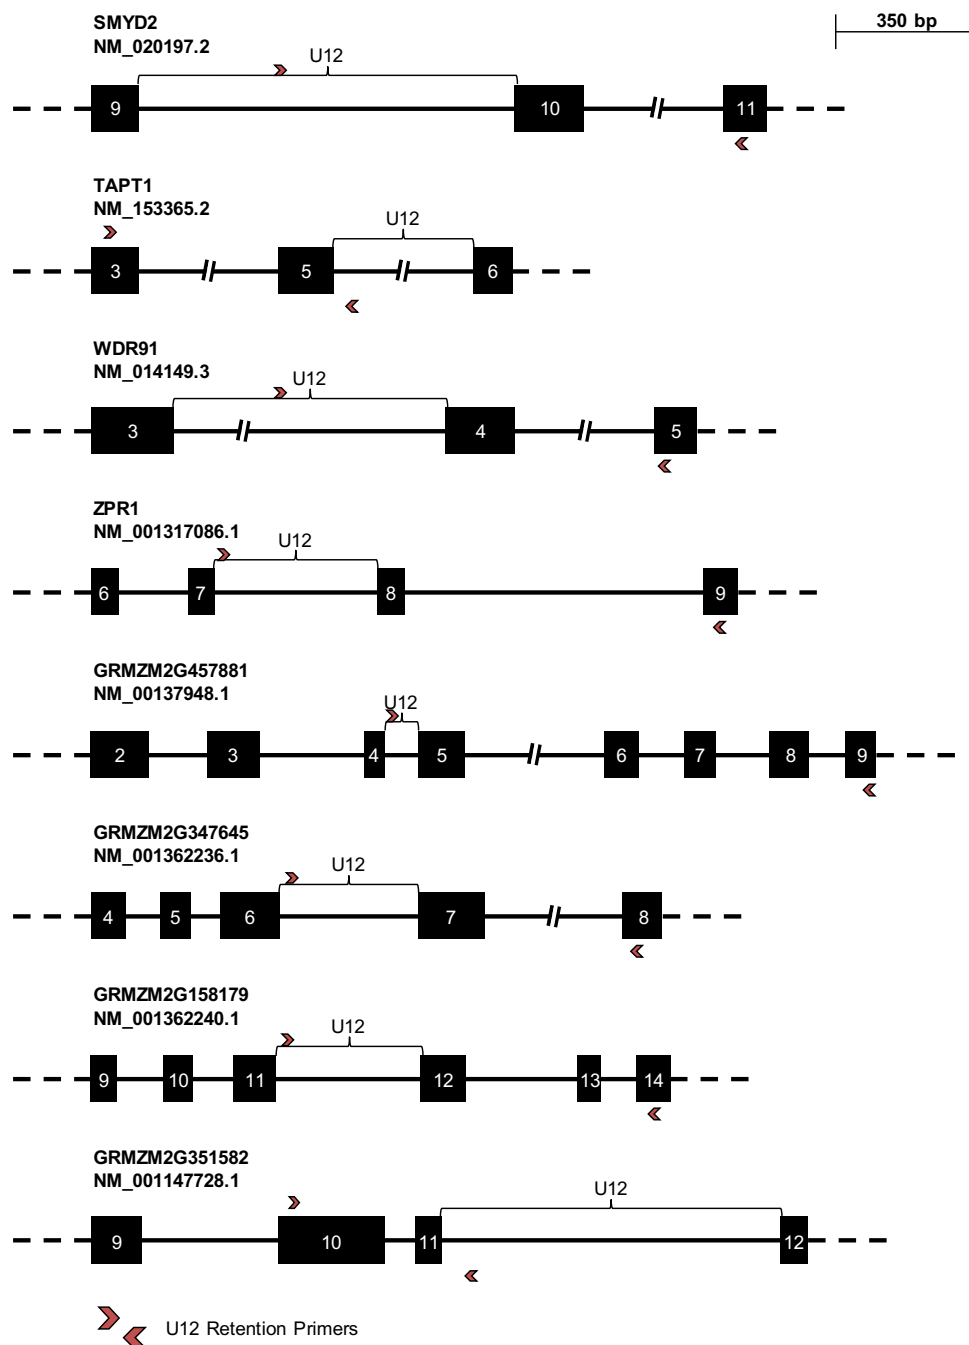 SMYD2
NM_020197.2
350 bp
U12
9 10 11
TAPT1
NM_153365.2
U12
3 5 6
WDR91
NM_014149.3
U12
3 4 5
ZPR1
NM_001317086.1
U12
6 7 8 9
GRMZM2G457881
NM_00137948.1
U12
2 3 4 5 6 7 8 9
GRMZM2G347645
NM_001362236.1
U12
4 5 6 7 8
GRMZM2G158179
NM_001362240.1
U12
9 10 11 12 13 14
GRMZM2G351582
NM_001147728.1
U12
9 10 11 12
U12 Retention Primers